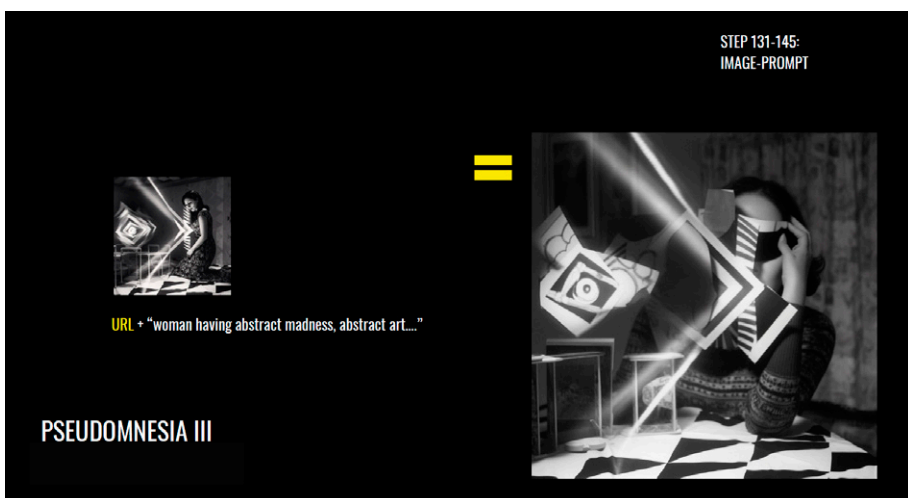 STEP 131-145:
IMAGE-PROMPT
URL + “woman having abstract madness, abstract art....”
PSEUDOMNESIA III